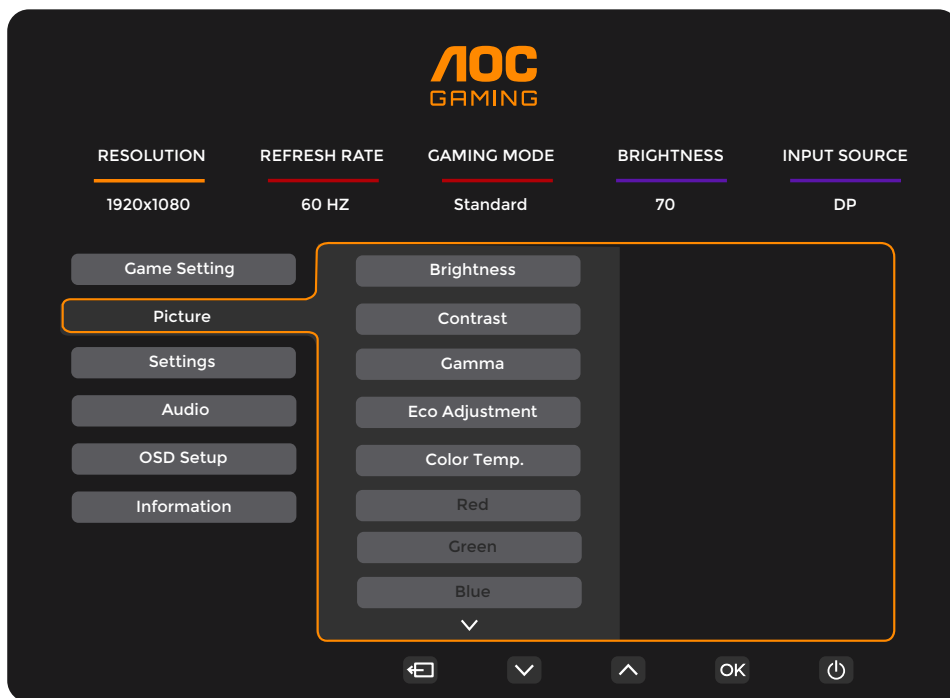 AOC
GAMING
RESOLUTION REFRESH RATE GAMING MODE BRIGHTNESS INPUT SOURCE
1920x1080 60 HZ Standard 70 DP
Game Setting
Picture
Settings
Audio
OSD Setup
Information
Brightness
Contrast
Gamma
Eco Adjustment
Color Temp.
Red
Green
Blue
OK